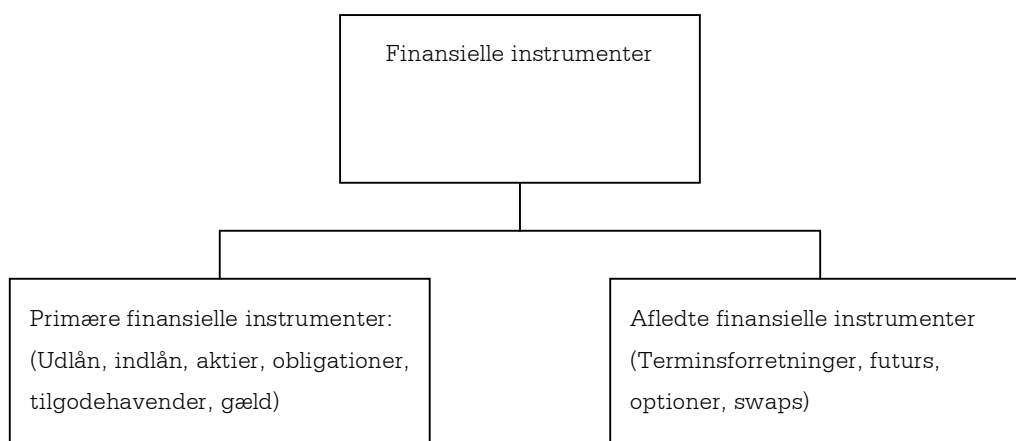 Finansielle instrumenter
Primære finansielle instrumenter:
(Udlån, indlån, aktier, obligationer,
tilgodehavender, gæld)
Afledte finansielle instrumenter
(Terminsforretninger, futurs,
optioner, swaps)